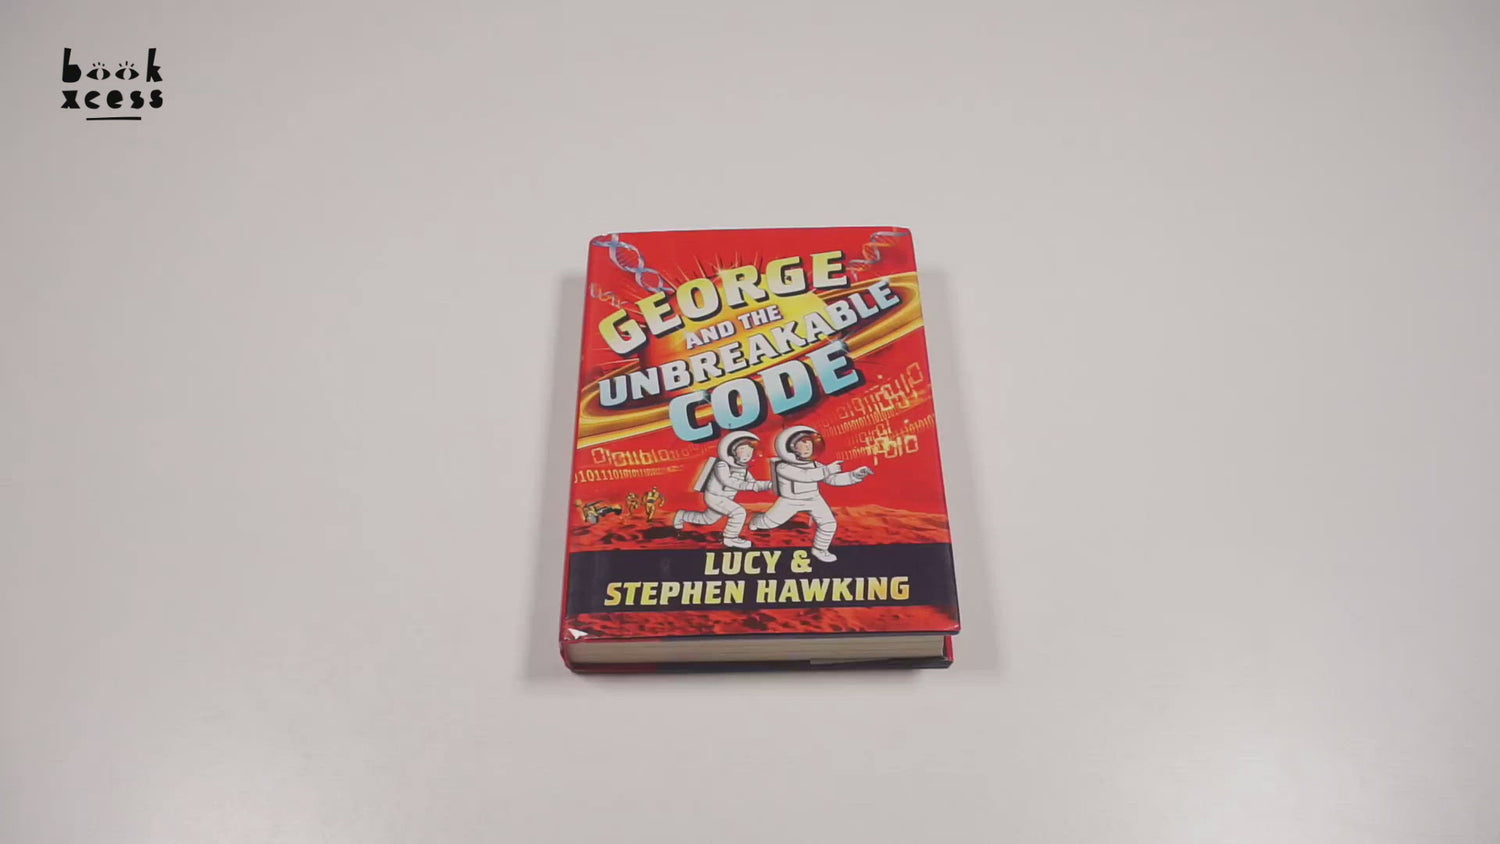 book
xcess
GEORGE
AND THE
UNBREAKABLE
CODE
LUCY &
STEPHEN HAWKING